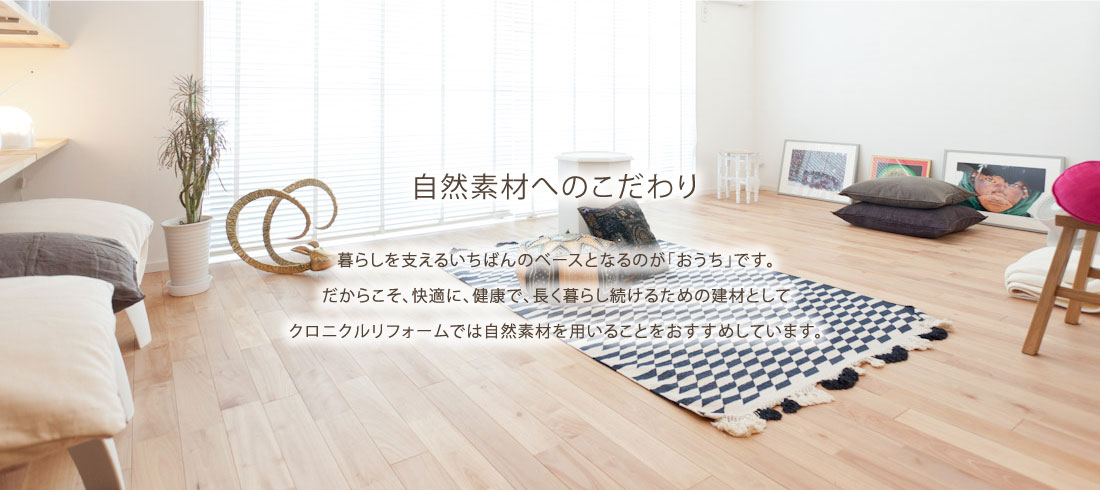 自然素材へのこだわり
暮らしを支えるいちばんのベースとなるのが「おうち」です。
だからこそ、快適に、健康で、長く暮らし続けるための建材として
クロニクルリフォームでは自然素材を用いることをおすすめしています。